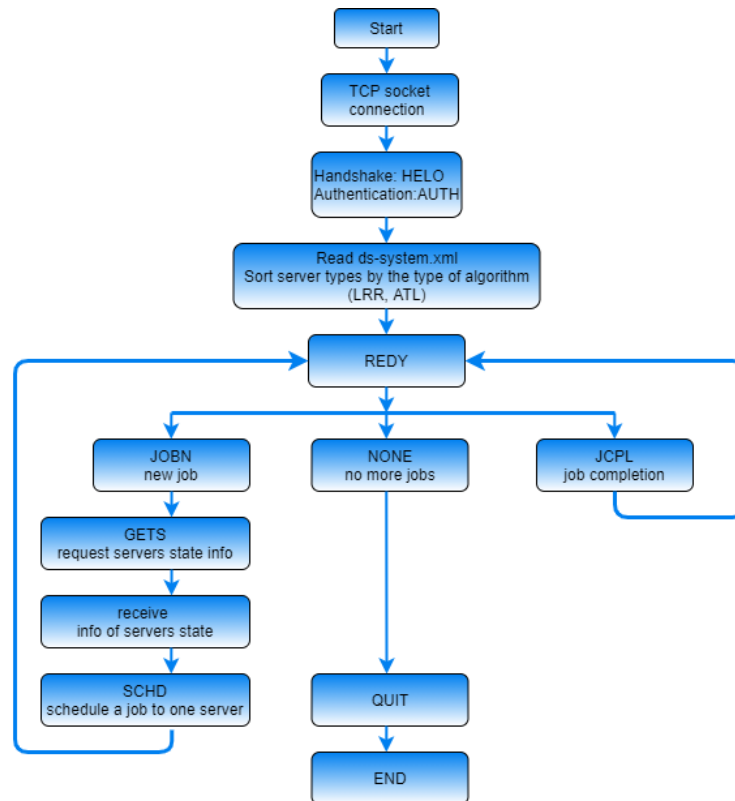 Start
TCP socket
connection
Handshake: HELO
Authentication:AUTH
Read ds-system.xml
Sort server types by the type of algorithm
(LRR, ATL)
REDY
JOBN
new job
NONE
no more jobs
JCPL
job completion
GETS
request servers state info
receive
info of servers state
SCHD
schedule a job to one server
QUIT
END